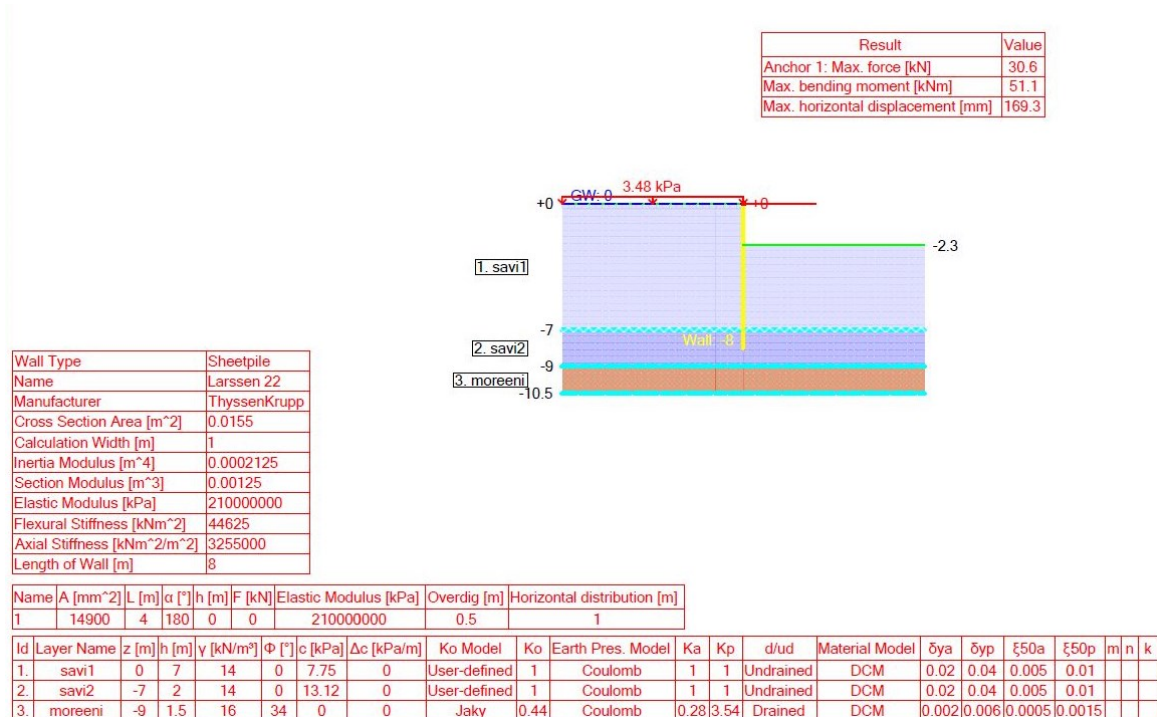 Result Value
Anchor 1: Max. force [kN] 30.6
Max. bending moment [kNm] 51.1
Max. horizontal displacement [mm] 169.3
3.48 kPa
GW: 0
+0
+0
-2.3
1. savi1
-7
2. savi2
Wall -8
-9
3. moreeni
-10.5
Wall Type Sheetpile
Name Larssen 22
Manufacturer ThyssenKrupp
Cross Section Area [m^2] 0.0155
Calculation Width [m] 1
Inertia Modulus [m^4] 0.0002125
Section Modulus [m^3] 0.00125
Elastic Modulus [kPa] 210000000
Flexural Stiffness [kNm^2] 44625
Axial Stiffness [kNm^2/m^2] 3255000
Length of Wall [m] 8
Name A [mm^2] L [m] α [°] h [m] F [kN] Elastic Modulus [kPa] Overdig [m] Horizontal distribution [m]
1 14900 4 180 0 0 210000000 0.5 1
Id Layer Name z [m] h [m] γ [kN/m³] Φ [°] c [kPa] Δc [kPa/m] Ko Model Ko Earth Pres. Model Ka Kp d/ud Material Model δya δyp ξ50a ξ50p m n k
1. savi1 0 7 14 0 7.75 0 User-defined 1 Coulomb 1 1 Undrained DCM 0.02 0.04 0.005 0.01
2. savi2 -7 2 14 0 13.12 0 User-defined 1 Coulomb 1 1 Undrained DCM 0.02 0.04 0.005 0.01
3. moreeni -9 1.5 16 34 0 0 Jaky 0.44 Coulomb 0.28 3.54 Drained DCM 0.002 0.006 0.0005 0.0015